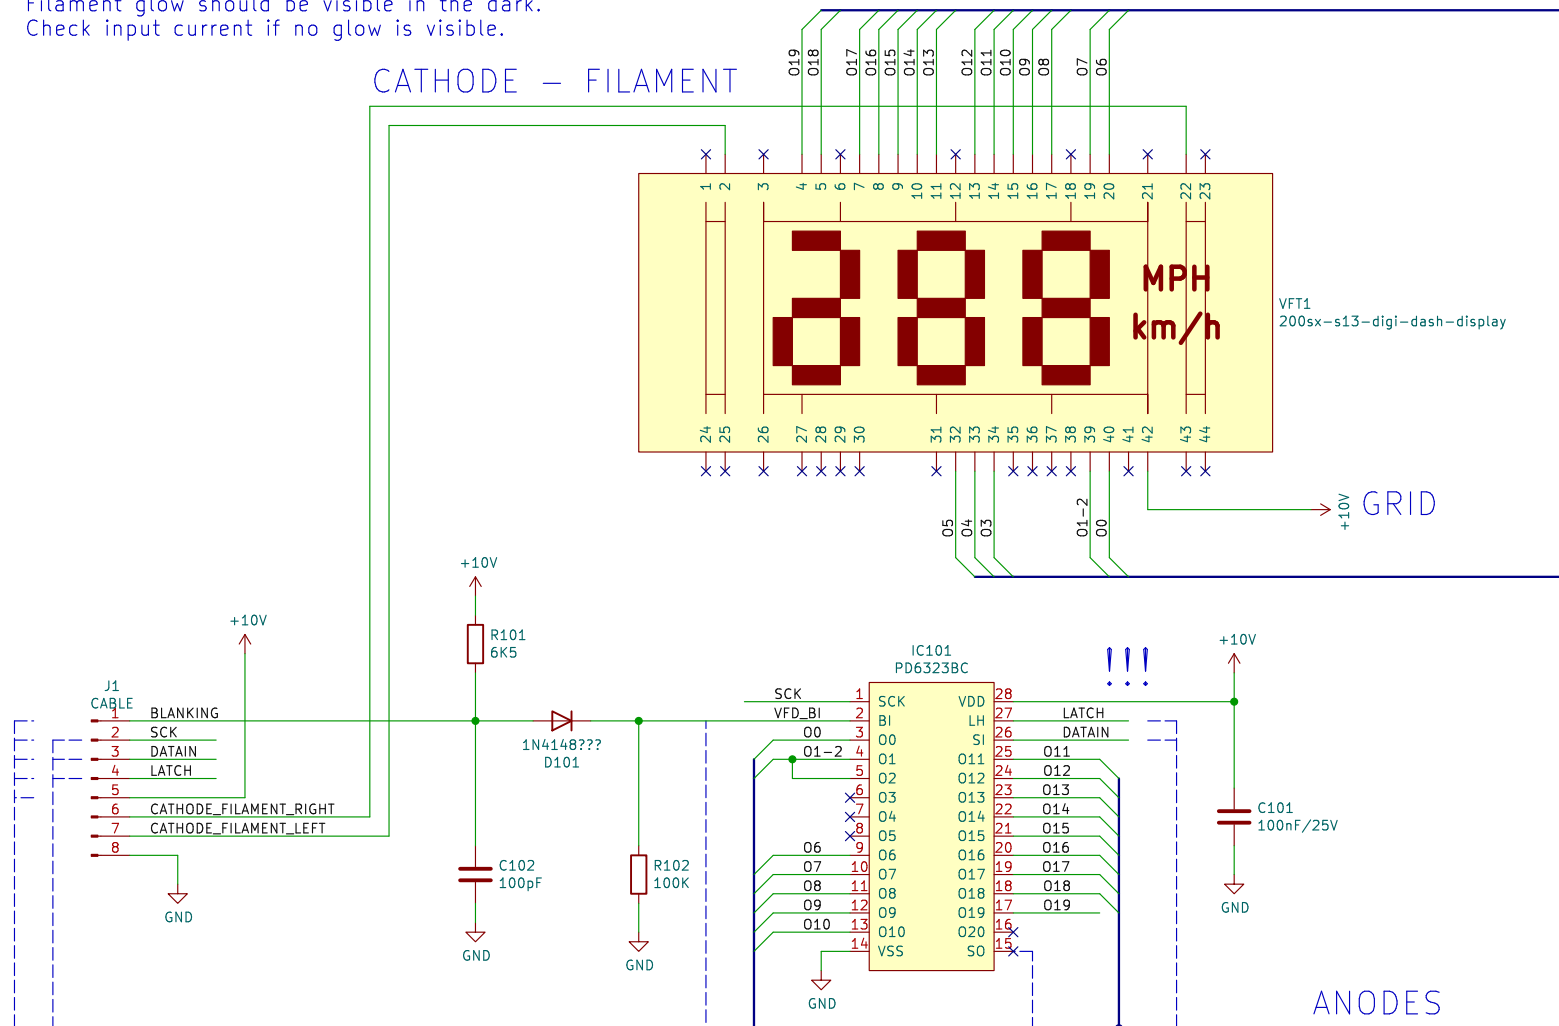 Filament glow should be visible in the dark.
Check input current if no glow is visible.
CATHODE - FILAMENT
O19 O18 O17 O16 O15 O14 O13 O12 O11 O10 O9 O8 O7 O6
1 2 3 4 5 6 7 8 9 10 11 12 13 14 15 16 17 18 19 20 21 22 23
MPH
km/h
VFT1
200sx-s13-digi-dash-display
24 25 26 27 28 29 30 31 32 33 34 35 36 37 38 39 40 41 42 43 44
O5 O4 O3 O1-2 O0
+10V
GRID
+10V
R101
6K5
+10V
J1
CABLE
1 BLANKING
2 SCK
3 DATAIN
4 LATCH
5
6 CATHODE_FILAMENT_RIGHT
7 CATHODE_FILAMENT_LEFT
8
GND
1N4148???
D101
C102
100pF
GND
R102
100K
GND
IC101
PD6323BC
!!!
+10V
SCK 1 SCK VDD 28
VFD_BI 2 BI LH 27 LATCH
O0 3 O0 SI 26 DATAIN
O1-2 4 O1 O11 25 O11
5 O2 O12 24 O12
6 O3 O13 23 O13
7 O4 O14 22 O14
8 O5 O15 21 O15
O6 9 O6 O16 20 O16
O7 10 O7 O17 19 O17
O8 11 O8 O18 18 O18
O9 12 O9 O19 17 O19
O10 13 O10 O20 16
14 VSS SO 15
GND
C101
100nF/25V
GND
ANODES